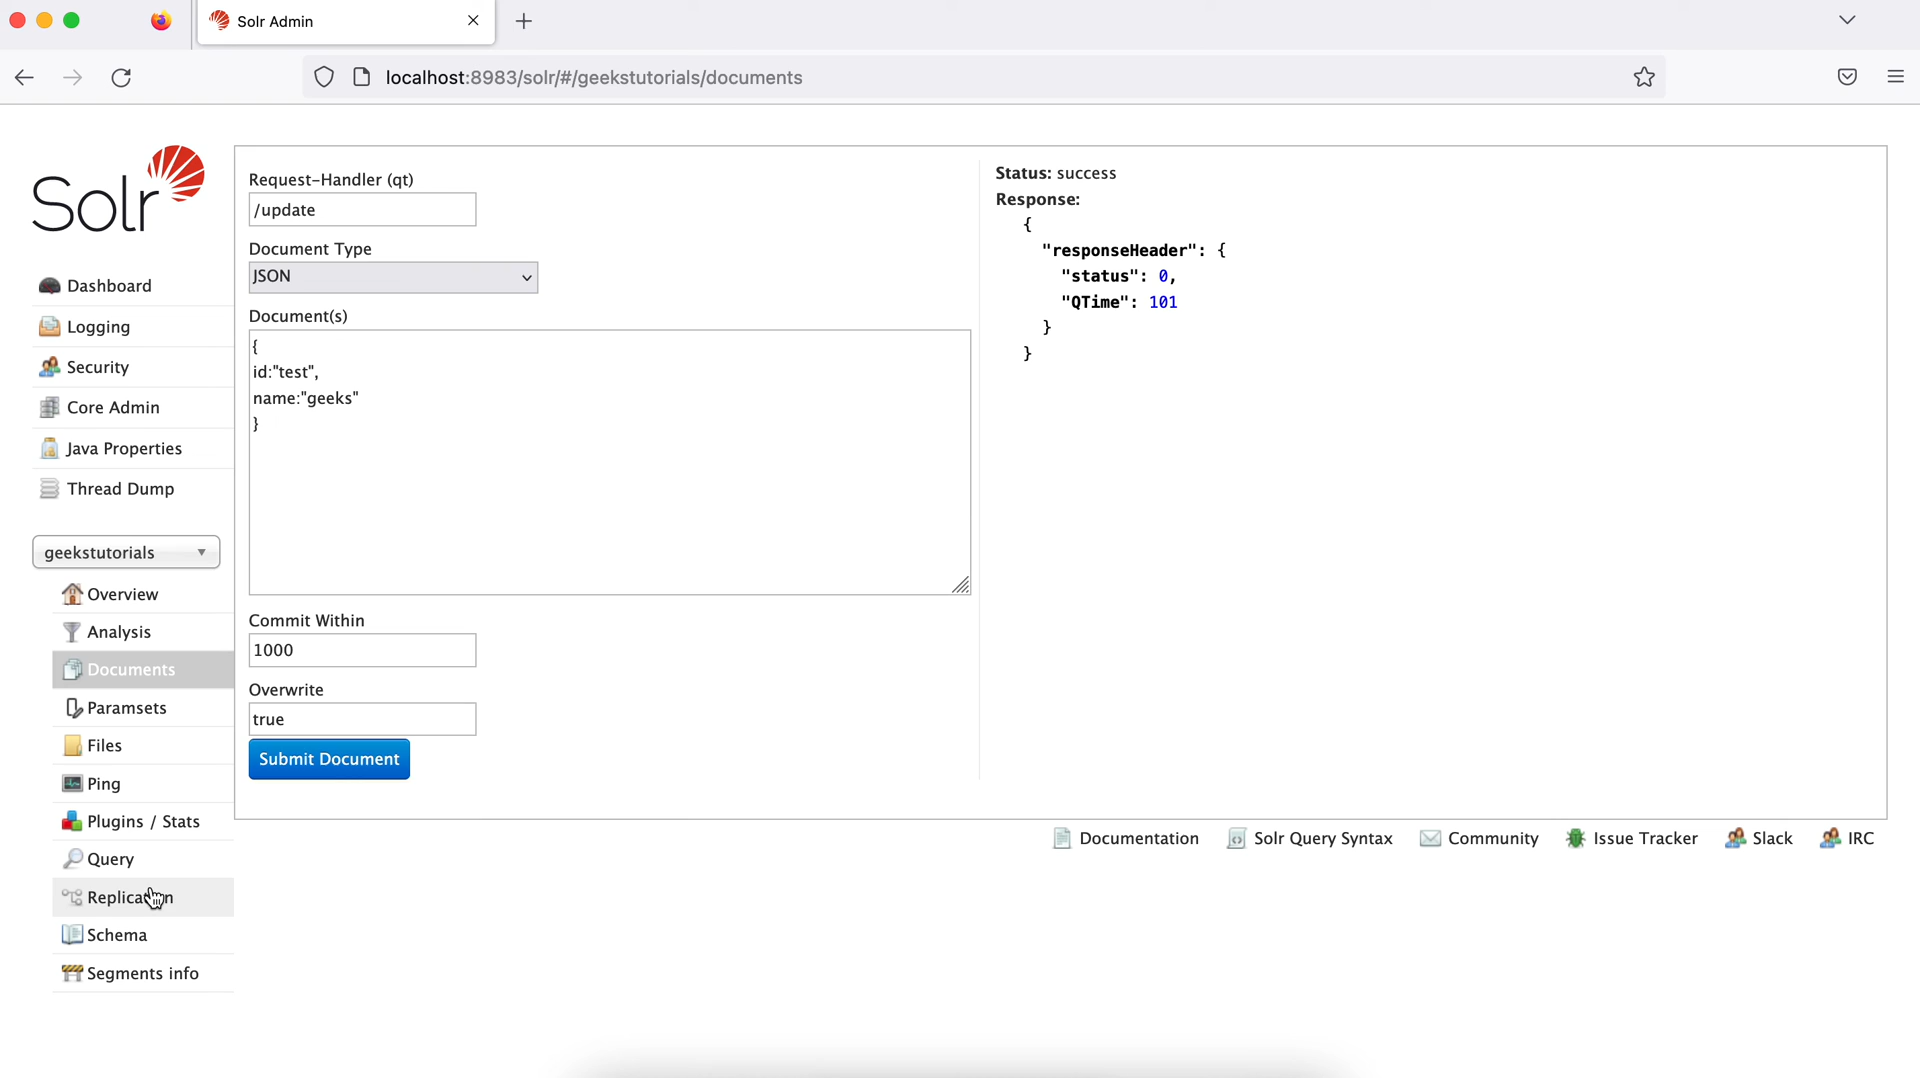 Solr Admin
localhost:8983/solr/#/geekstutorials/documents
Solr
Dashboard
Logging
Security
Core Admin
Java Properties
Thread Dump
geekstutorials
Overview
Analysis
Documents
Paramsets
Files
Ping
Plugins / Stats
Query
Schema
Segments info
Request-Handler (qt)
/update
Document Type
JSON
Document(s)
{
id:"test",
name:"geeks"
}
Commit Within
1000
Overwrite
true
Submit Document
Status: success
Response:
{
"responseHeader": {
"status": 0,
"QTime": 101
}
}
Documentation Solr Query Syntax Community Issue Tracker Slack IRC